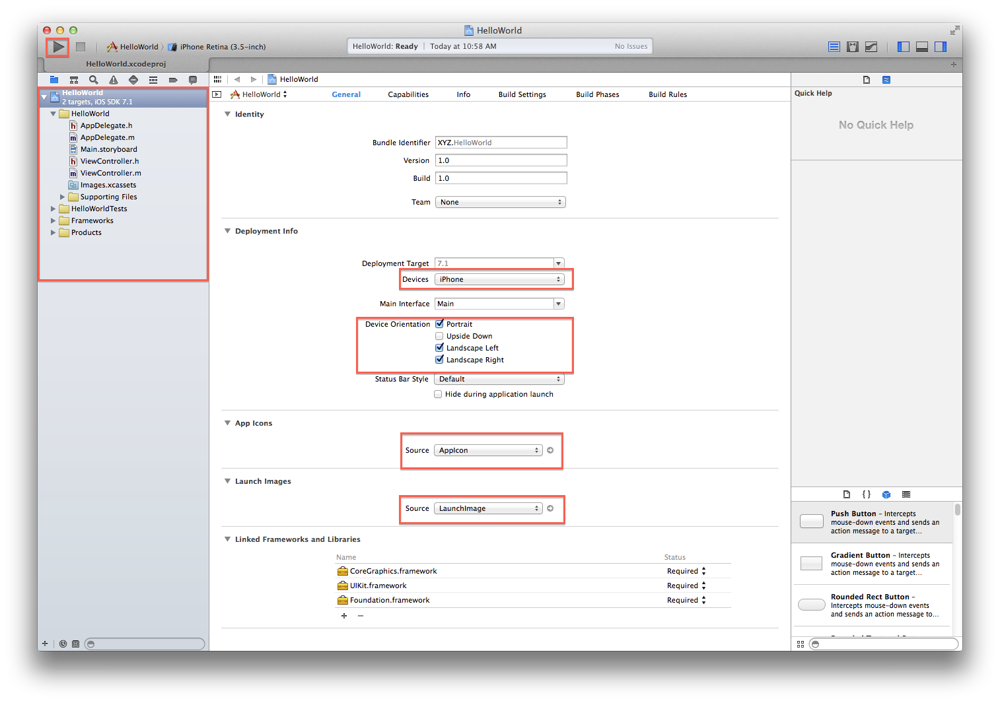 HelloWorld
HelloWorld › iPhone Retina (3.5-inch)
HelloWorld: Ready | Today at 10:58 AM
No Issues
HelloWorld.xcodeproj
HelloWorld
2 targets, iOS SDK 7.1
HelloWorld
AppDelegate.h
AppDelegate.m
Main.storyboard
ViewController.h
ViewController.m
Images.xcassets
Supporting Files
HelloWorldTests
Frameworks
Products
HelloWorld
HelloWorld General Capabilities Info Build Settings Build Phases Build Rules
Identity
Bundle Identifier XYZ.HelloWorld
Version 1.0
Build 1.0
Team None
Deployment Info
Deployment Target 7.1
Devices iPhone
Main Interface Main
Device Orientation Portrait
Upside Down
Landscape Left
Landscape Right
Status Bar Style Default
Hide during application launch
App Icons
Source AppIcon
Launch Images
Source LaunchImage
Linked Frameworks and Libraries
Name Status
CoreGraphics.framework Required
UIKit.framework Required
Foundation.framework Required
Quick Help
No Quick Help
Push Button – Intercepts
mouse-down events and sends an
action message to a target...
Gradient Button – Intercepts
mouse-down events and sends an
action message to a target...
Rounded Rect Button –
Intercepts mouse-down events
and sends an action message to...